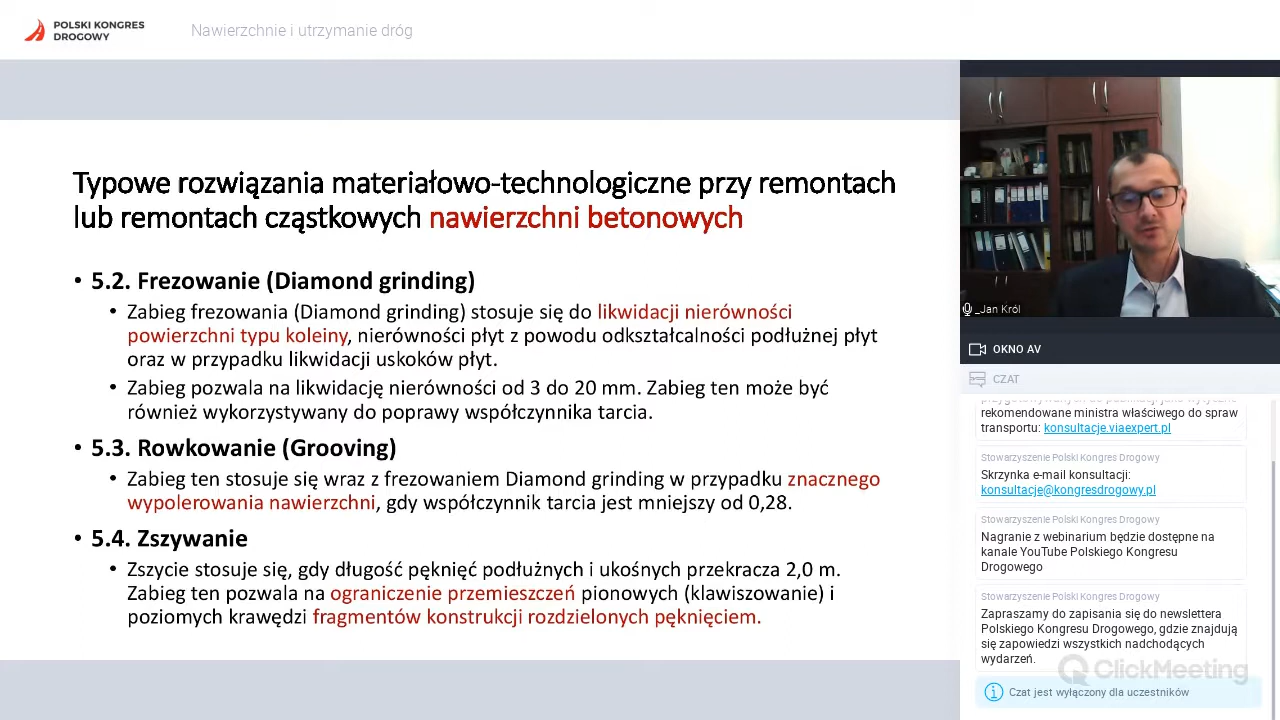 POLSKI KONGRES
DROGOWY
Nawierzchnie i utrzymanie dróg
Typowe rozwiązania materiałowo-technologiczne przy remontach
lub remontach cząstkowych nawierzchni betonowych
• 5.2. Frezowanie (Diamond grinding)
• Zabieg frezowania (Diamond grinding) stosuje się do likwidacji nierówności
powierzchni typu koleiny, nierówności płyt z powodu odkształcalności podłużnej płyt
oraz w przypadku likwidacji uskoków płyt.
• Zabieg pozwala na likwidację nierówności od 3 do 20 mm. Zabieg ten może być
również wykorzystywany do poprawy współczynnika tarcia.
• 5.3. Rowkowanie (Grooving)
• Zabieg ten stosuje się wraz z frezowaniem Diamond grinding w przypadku znacznego
wypolerowania nawierzchni, gdy współczynnik tarcia jest mniejszy od 0,28.
• 5.4. Zszywanie
• Zszycie stosuje się, gdy długość pęknięć podłużnych i ukośnych przekracza 2,0 m.
Zabieg ten pozwala na ograniczenie przemieszczeń pionowych (klawiszowanie) i
poziomych krawędzi fragmentów konstrukcji rozdzielonych pęknięciem.
_Jan Król
OKNO AV
CZAT
rekomendowane ministra właściwego do spraw
transportu: konsultacje.viaexpert.pl
Stowarzyszenie Polski Kongres Drogowy
Skrzynka e-mail konsultacji:
konsultacje@kongresdrogowy.pl
Stowarzyszenie Polski Kongres Drogowy
Nagranie z webinarium będzie dostępne na
kanale YouTube Polskiego Kongresu
Drogowego
Stowarzyszenie Polski Kongres Drogowy
Zapraszamy do zapisania się do newslettera
Polskiego Kongresu Drogowego, gdzie znajdują
się zapowiedzi wszystkich nadchodzących
wydarzeń.
ClickMeeting
Czat jest wyłączony dla uczestników